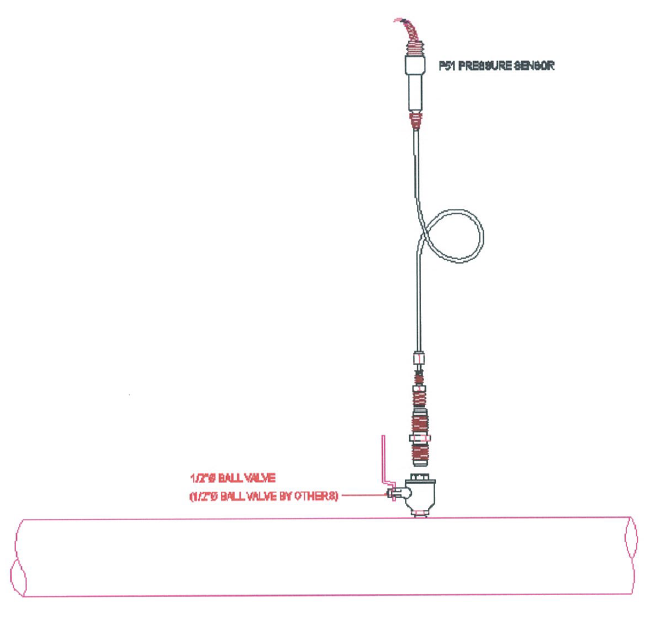 P51 PRESSURE SENSOR
1/2"Ø BALL VALVE
(1/2"Ø BALL VALVE BY OTHERS)